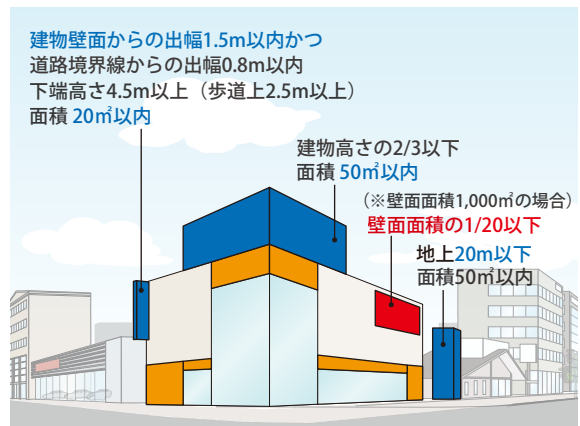 建物壁面からの出幅1.5m以内かつ
道路境界線からの出幅0.8m以内
下端高さ4.5m以上（歩道上2.5m以上）
面積 20㎡以内
建物高さの2/3以下
面積 50㎡以内
（※壁面面積1,000㎡の場合）
壁面面積の1/20以下
地上20m以下
面積50㎡以内